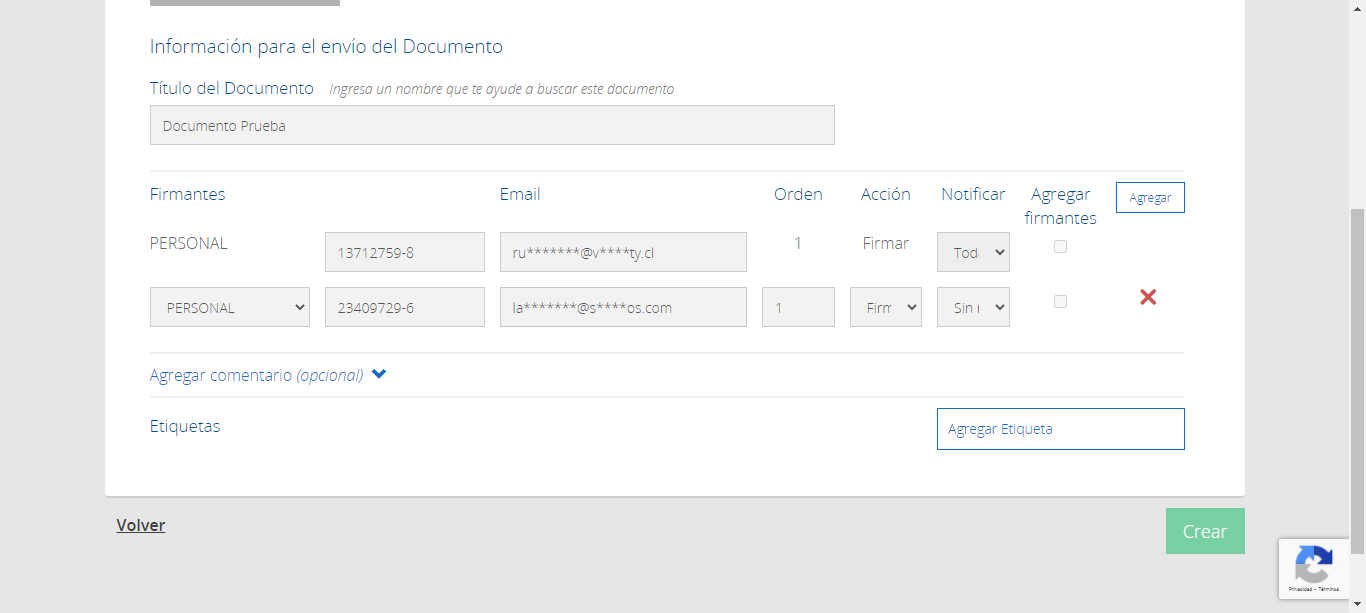 Información para el envío del Documento
Título del Documento Ingresa un nombre que te ayude a buscar este documento
Documento Prueba
Firmantes Email Orden Acción Notificar Agregar firmantes Agregar
PERSONAL 13712759-8 ru*******@v****ty.cl 1 Firmar Tod
PERSONAL 23409729-6 la*******@s****os.com 1 Firm Sin
Agregar comentario (opcional)
Etiquetas Agregar Etiqueta
Volver Crear
Privacidad - Términos